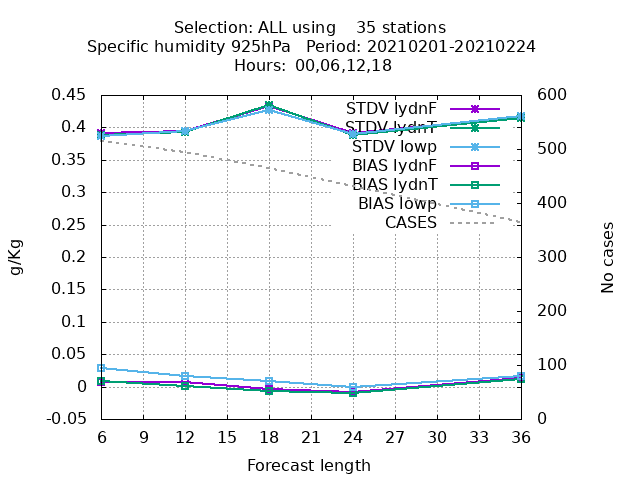 Selection: ALL using    35 stations
Specific humidity 925hPa   Period: 20210201-20210224
Hours: 00,06,12,18
0.45
0.4
0.35
0.3
0.25
0.2
0.15
0.1
0.05
0
-0.05
g/Kg
STDV lydnF
STDV lydnT
STDV lowp
BIAS lydnF
BIAS lydnT
BIAS lowp
CASES
600
500
400
300
200
100
0
No cases
6 9 12 15 18 21 24 27 30 33 36
Forecast length